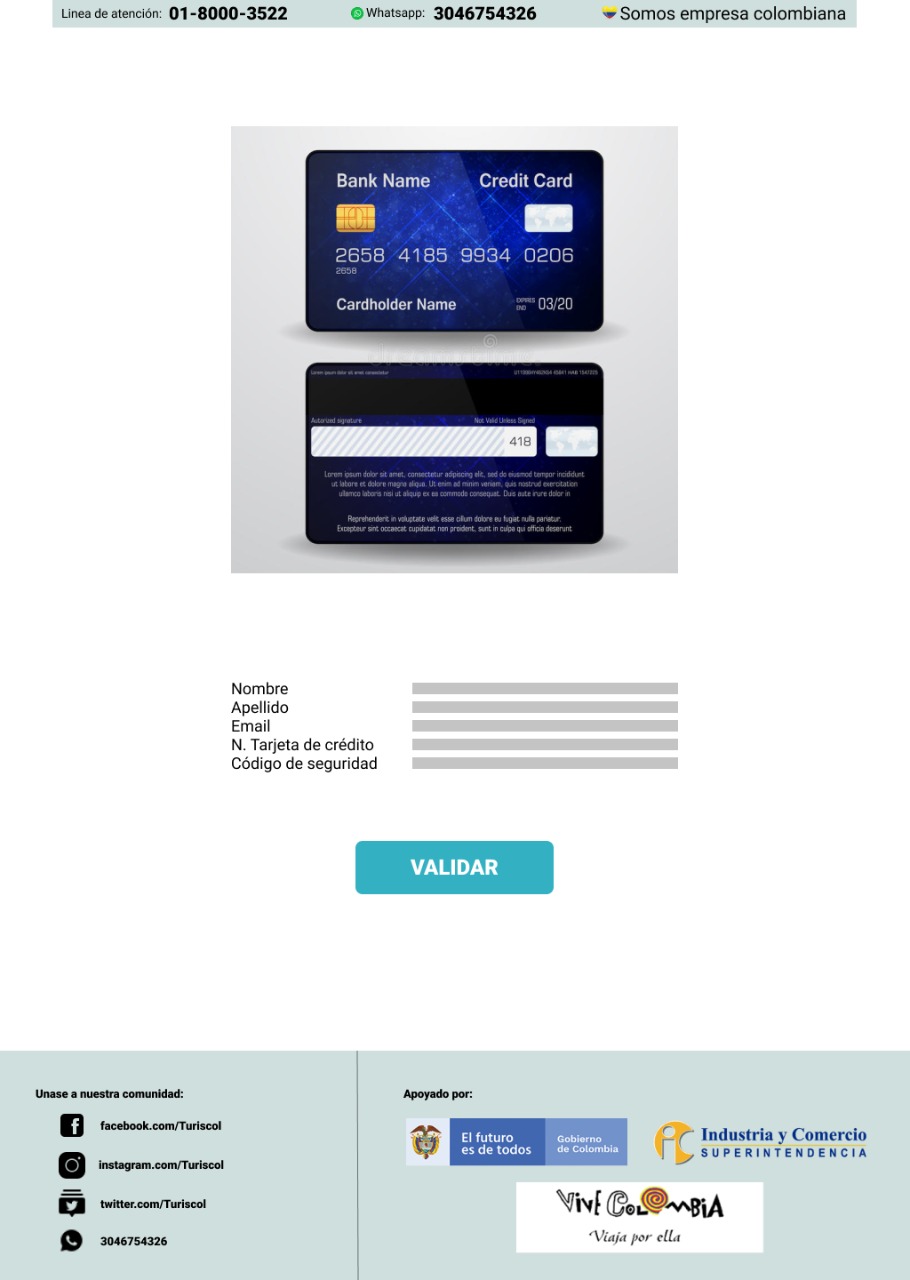 Linea de atención: 01-8000-3522 Whatsapp: 3046754326 Somos empresa colombiana
Bank Name Credit Card
2658 4185 9934 0206
2658
Cardholder Name EXPIRES END 03/20
dreamstime.
Lorem ipsum dolor sit amet consectetur
Autorized signature Not Valid Unless Signed
418
Lorem ipsum dolor sit amet, consectetur adipiscing elit, sed do eiusmod tempor incididunt
ut labore et dolore magna aliqua. Ut enim ad minim veniam, quis nostrud exercitation
ullamco laboris nisi ut aliquip ex ea commodo consequat. Duis aute irure dolor in
Reprehenderit in voluptate velit esse cillum dolore eu fugiat nulla pariatur.
Excepteur sint occaecat cupidatat non proident, sunt in culpa qui officia deserunt
Nombre
Apellido
Email
N. Tarjeta de crédito
Código de seguridad
VALIDAR
Unase a nuestra comunidad:
facebook.com/Turiscol
instagram.com/Turiscol
twitter.com/Turiscol
3046754326
Apoyado por:
El futuro
es de todos
Gobierno
de Colombia
Industria y Comercio
SUPERINTENDENCIA
Vive Colombia
Viaja por ella